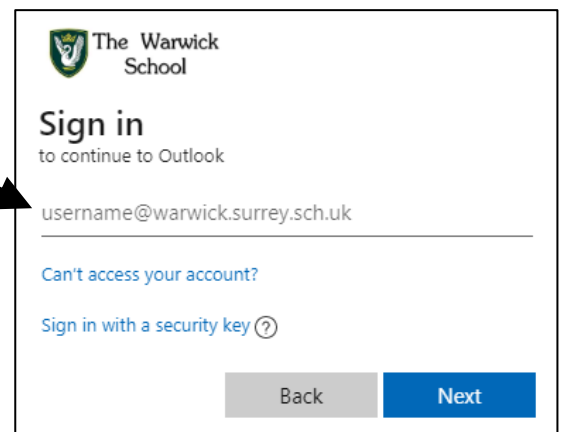 The Warwick
School
Sign in
to continue to Outlook
username@warwick.surrey.sch.uk
Can't access your account?
Sign in with a security key ?
Back Next